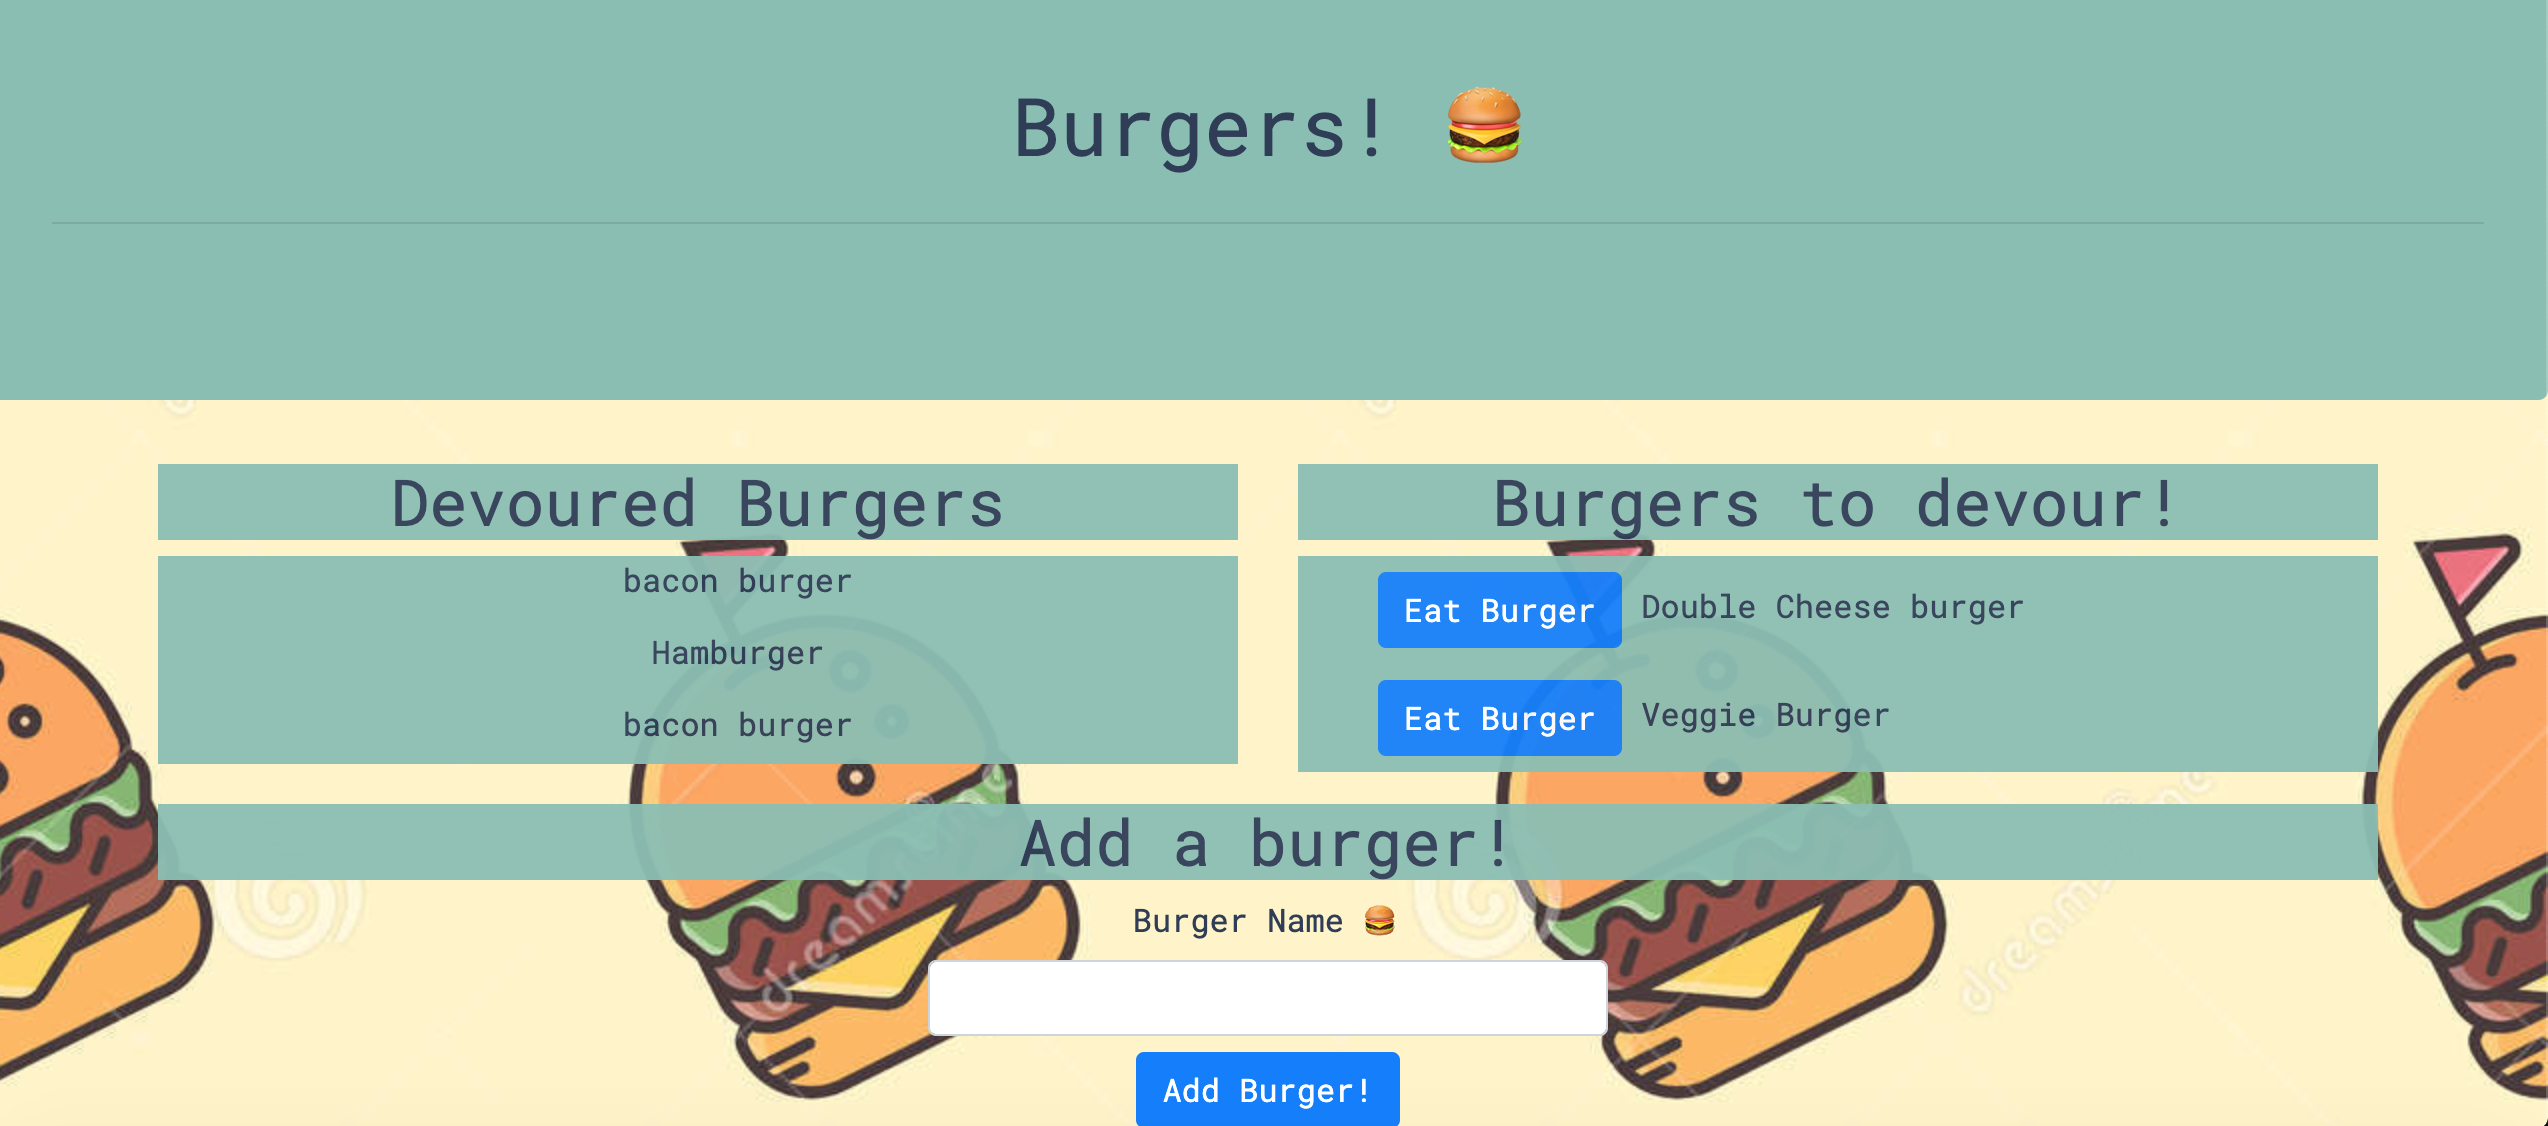 Burgers! 🍔
Devoured Burgers
bacon burger
Hamburger
bacon burger
Burgers to devour!
Eat Burger Double Cheese burger
Eat Burger Veggie Burger
Add a burger!
Burger Name 🍔
Add Burger!